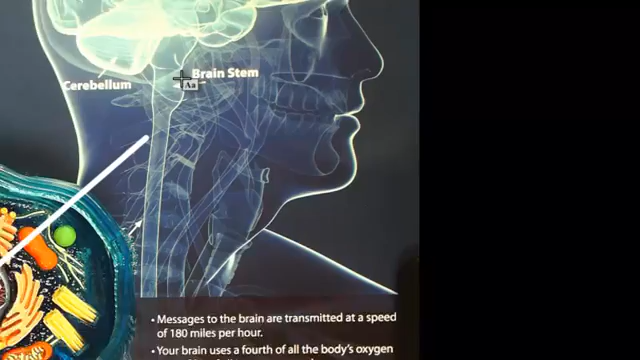 Brain Stem
Cerebellum
Aa
• Messages to the brain are transmitted at a speed
of 180 miles per hour.
• Your brain uses a fourth of all the body's oxygen